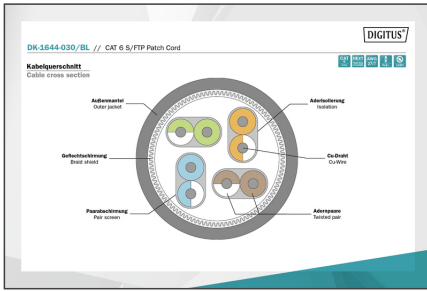 DIGITUS®
DK-1644-030/BL // CAT 6 S/FTP Patch Cord
Kabelquerschnitt
Cable cross section
Außenmantel
Outer jacket
Aderisolierung
Isolation
Geflechtschirmung
Braid shield
Cu-Draht
Cu-Wire
Paarabschirmung
Pair screen
Adernpaare
Twisted pair